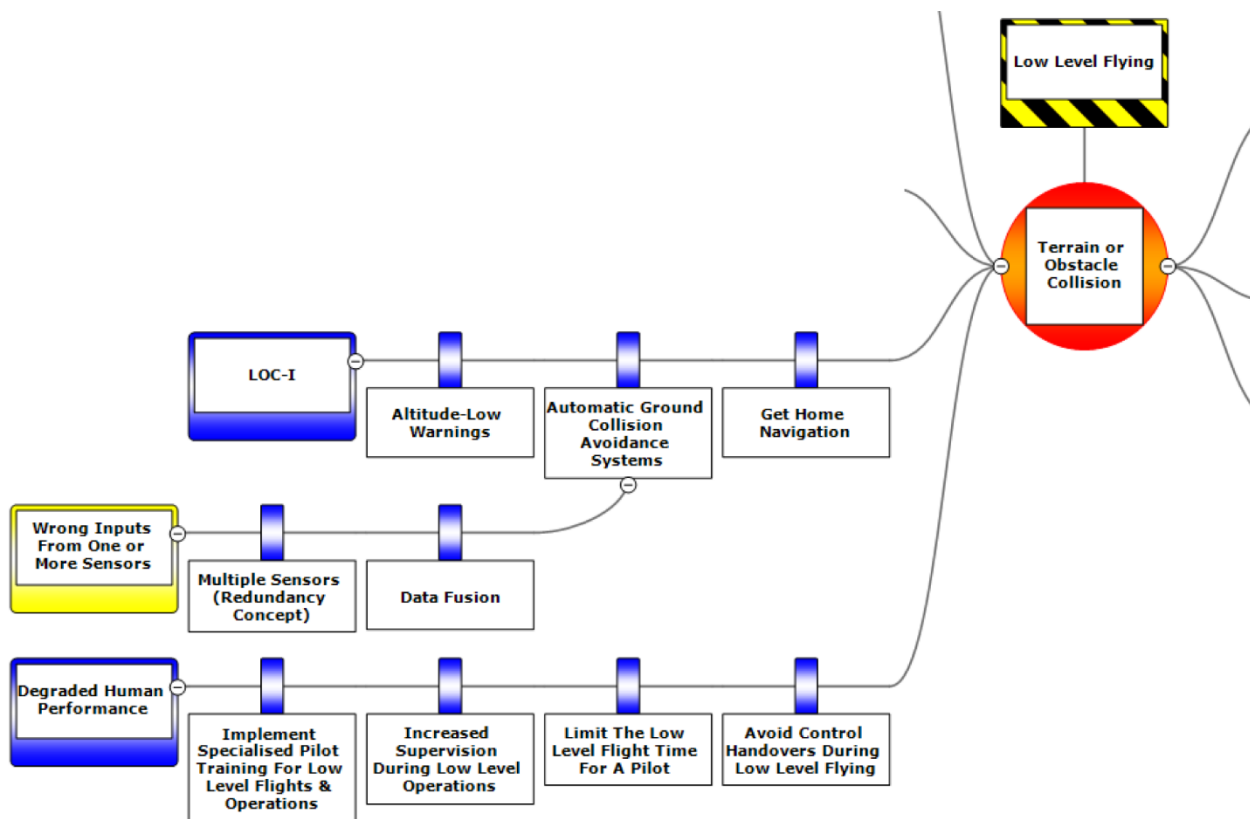 Low Level Flying
Terrain or
Obstacle
Collision
LOC-I
Altitude-Low
Warnings
Automatic Ground
Collision
Avoidance
Systems
Get Home
Navigation
Wrong Inputs
From One or
More Sensors
Multiple Sensors
(Redundancy
Concept)
Data Fusion
Degraded Human
Performance
Implement
Specialised Pilot
Training For Low
Level Flights &
Operations
Increased
Supervision
During Low Level
Operations
Limit The Low
Level Flight Time
For A Pilot
Avoid Control
Handovers During
Low Level Flying